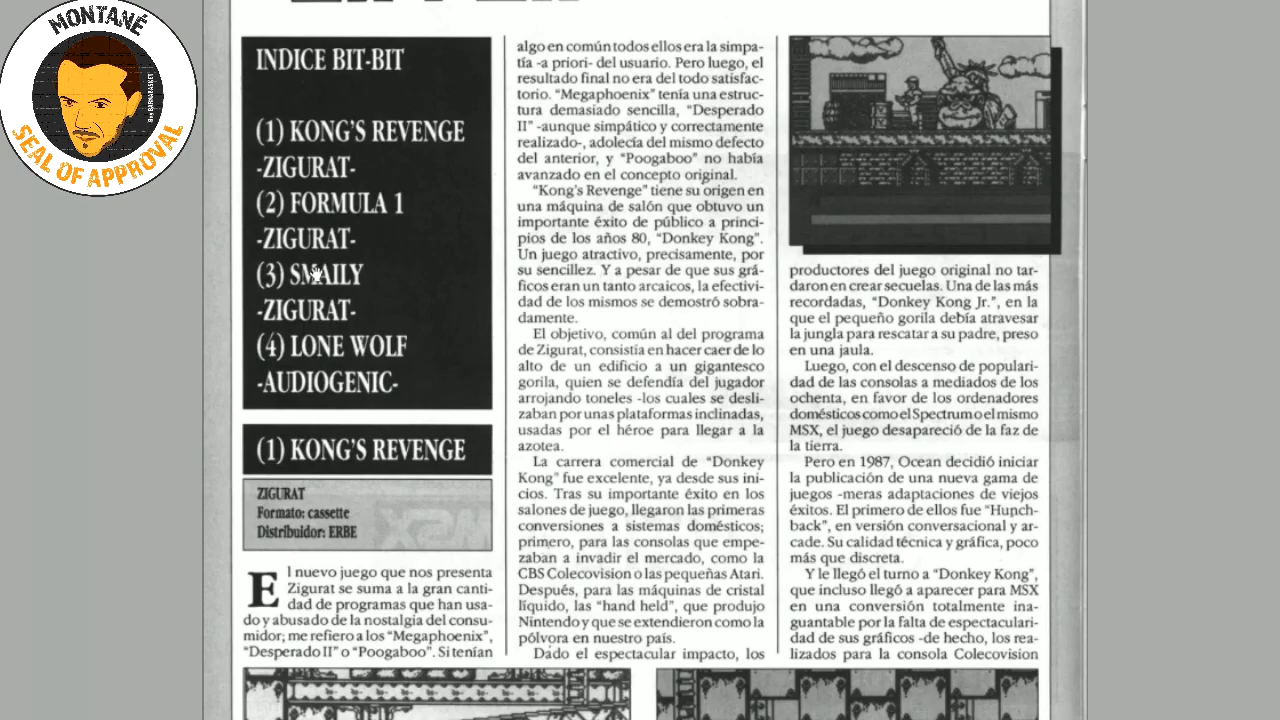 MONTANÉ
SEAL OF APPROVAL
INDICE BIT-BIT
(1) KONG'S REVENGE
-ZIGURAT-
(2) FORMULA 1
-ZIGURAT-
(3) SMAILY
-ZIGURAT-
(4) LONE WOLF
-AUDIOGENIC-
(1) KONG'S REVENGE
ZIGURAT
Formato: cassette
Distribuidor: ERBE
El nuevo juego que nos presenta
Zigurat se suma a la gran canti-
dad de programas que han usa-
do y abusado de la nostalgia del consu-
midor; me refiero a los “Megaphoenix”,
“Desperado II” o “Poogaboo”. Si tenían
algo en común todos ellos era la simpa-
tía -a priori- del usuario. Pero luego, el
resultado final no era del todo satisfac-
torio. “Megaphoenix” tenía una estruc-
tura demasiado sencilla, “Desperado
II” -aunque simpático y correctamente
realizado-, adolecía del mismo defecto
del anterior, y “Poogaboo” no había
avanzado en el concepto original.
“Kong's Revenge” tiene su origen en
una máquina de salón que obtuvo un
importante éxito de público a princi-
pios de los años 80, “Donkey Kong”.
Un juego atractivo, precisamente, por
su sencillez. Y a pesar de que sus grá-
ficos eran un tanto arcaicos, la efectivi-
dad de los mismos se demostró sobra-
damente.
El objetivo, común al del programa
de Zigurat, consistía en hacer caer de lo
alto de un edificio a un gigantesco
gorila, quien se defendía del jugador
arrojando toneles -los cuales se desli-
zaban por unas plataformas inclinadas,
usadas por el héroe para llegar a la
azotea.
La carrera comercial de “Donkey
Kong” fue excelente, ya desde sus ini-
cios. Tras su importante éxito en los
salones de juego, llegaron las primeras
conversiones a sistemas domésticos;
primero, para las consolas que empe-
zaban a invadir el mercado, como la
CBS Colecovision o las pequeñas Atari.
Después, para las máquinas de cristal
líquido, las “hand held”, que produjo
Nintendo y que se extendieron como la
pólvora en nuestro país.
Dado el espectacular impacto, los
productores del juego original no tar-
daron en crear secuelas. Una de las más
recordadas, “Donkey Kong Jr.”, en la
que el pequeño gorila debía atravesar
la jungla para rescatar a su padre, preso
en una jaula.
Luego, con el descenso de populari-
dad de las consolas a mediados de los
ochenta, en favor de los ordenadores
domésticos como el Spectrum o el mismo
MSX, el juego desapareció de la faz de
la tierra.
Pero en 1987, Ocean decidió iniciar
la publicación de una nueva gama de
juegos -meras adaptaciones de viejos
éxitos. El primero de ellos fue “Hunch-
back”, en versión conversacional y ar-
cade. Su calidad técnica y gráfica, poco
más que discreta.
Y le llegó el turno a “Donkey Kong”,
que incluso llegó a aparecer para MSX
en una conversión totalmente ina-
guantable por la falta de espectaculari-
dad de sus gráficos -de hecho, los rea-
lizados para la consola Colecovision